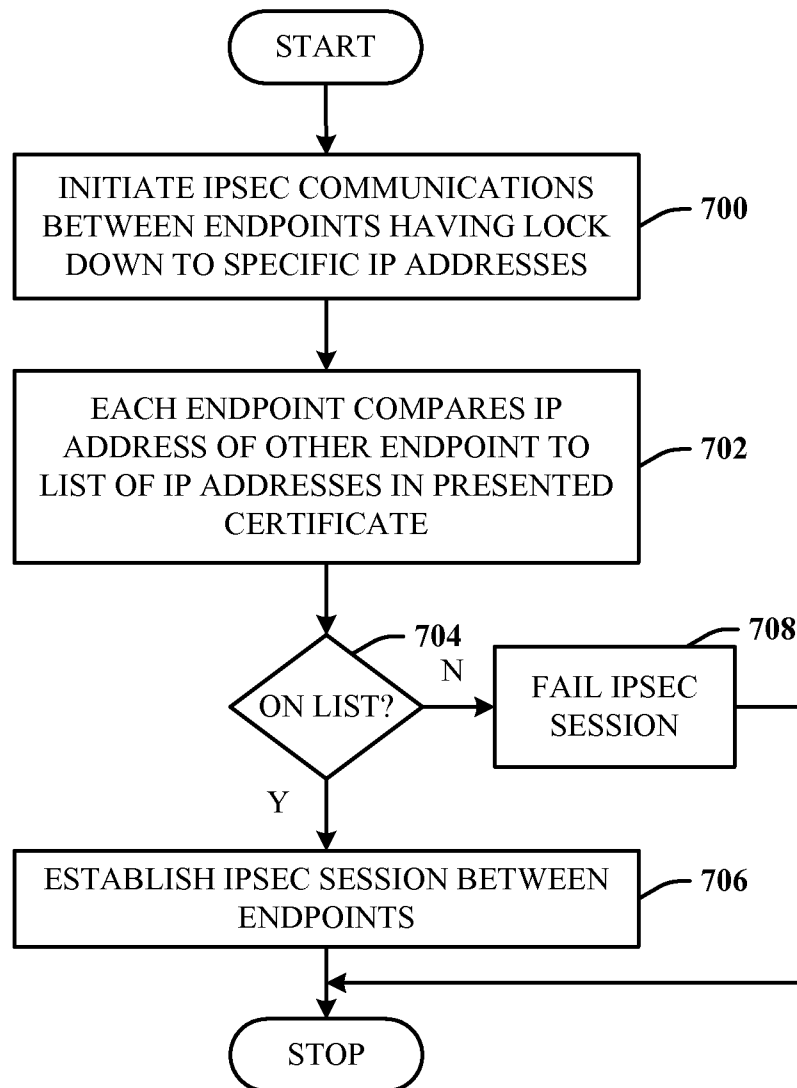 START
INITIATE IPSEC COMMUNICATIONS
BETWEEN ENDPOINTS HAVING LOCK
DOWN TO SPECIFIC IP ADDRESSES
700
EACH ENDPOINT COMPARES IP
ADDRESS OF OTHER ENDPOINT TO
LIST OF IP ADDRESSES IN PRESENTED
CERTIFICATE
702
704
ON LIST?
N
708
FAIL IPSEC
SESSION
Y
ESTABLISH IPSEC SESSION BETWEEN
ENDPOINTS
706
STOP